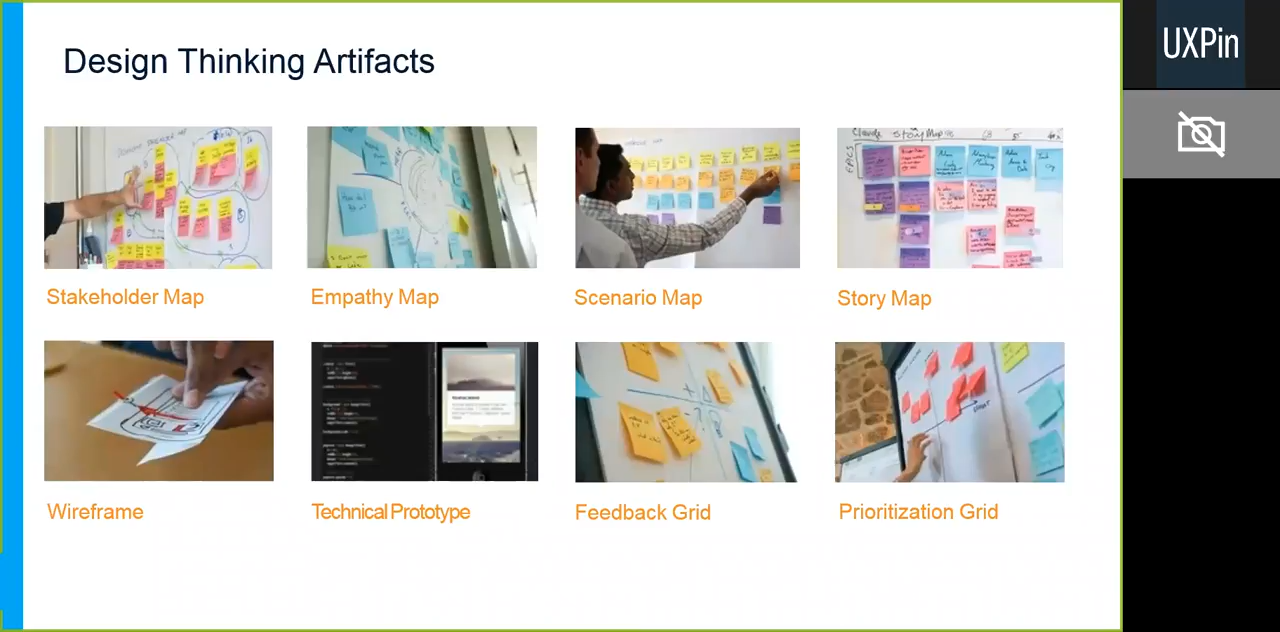 Design Thinking Artifacts
UXPin
Stakeholder Map
Empathy Map
Scenario Map
Story Map
Wireframe
Technical Prototype
Feedback Grid
Prioritization Grid